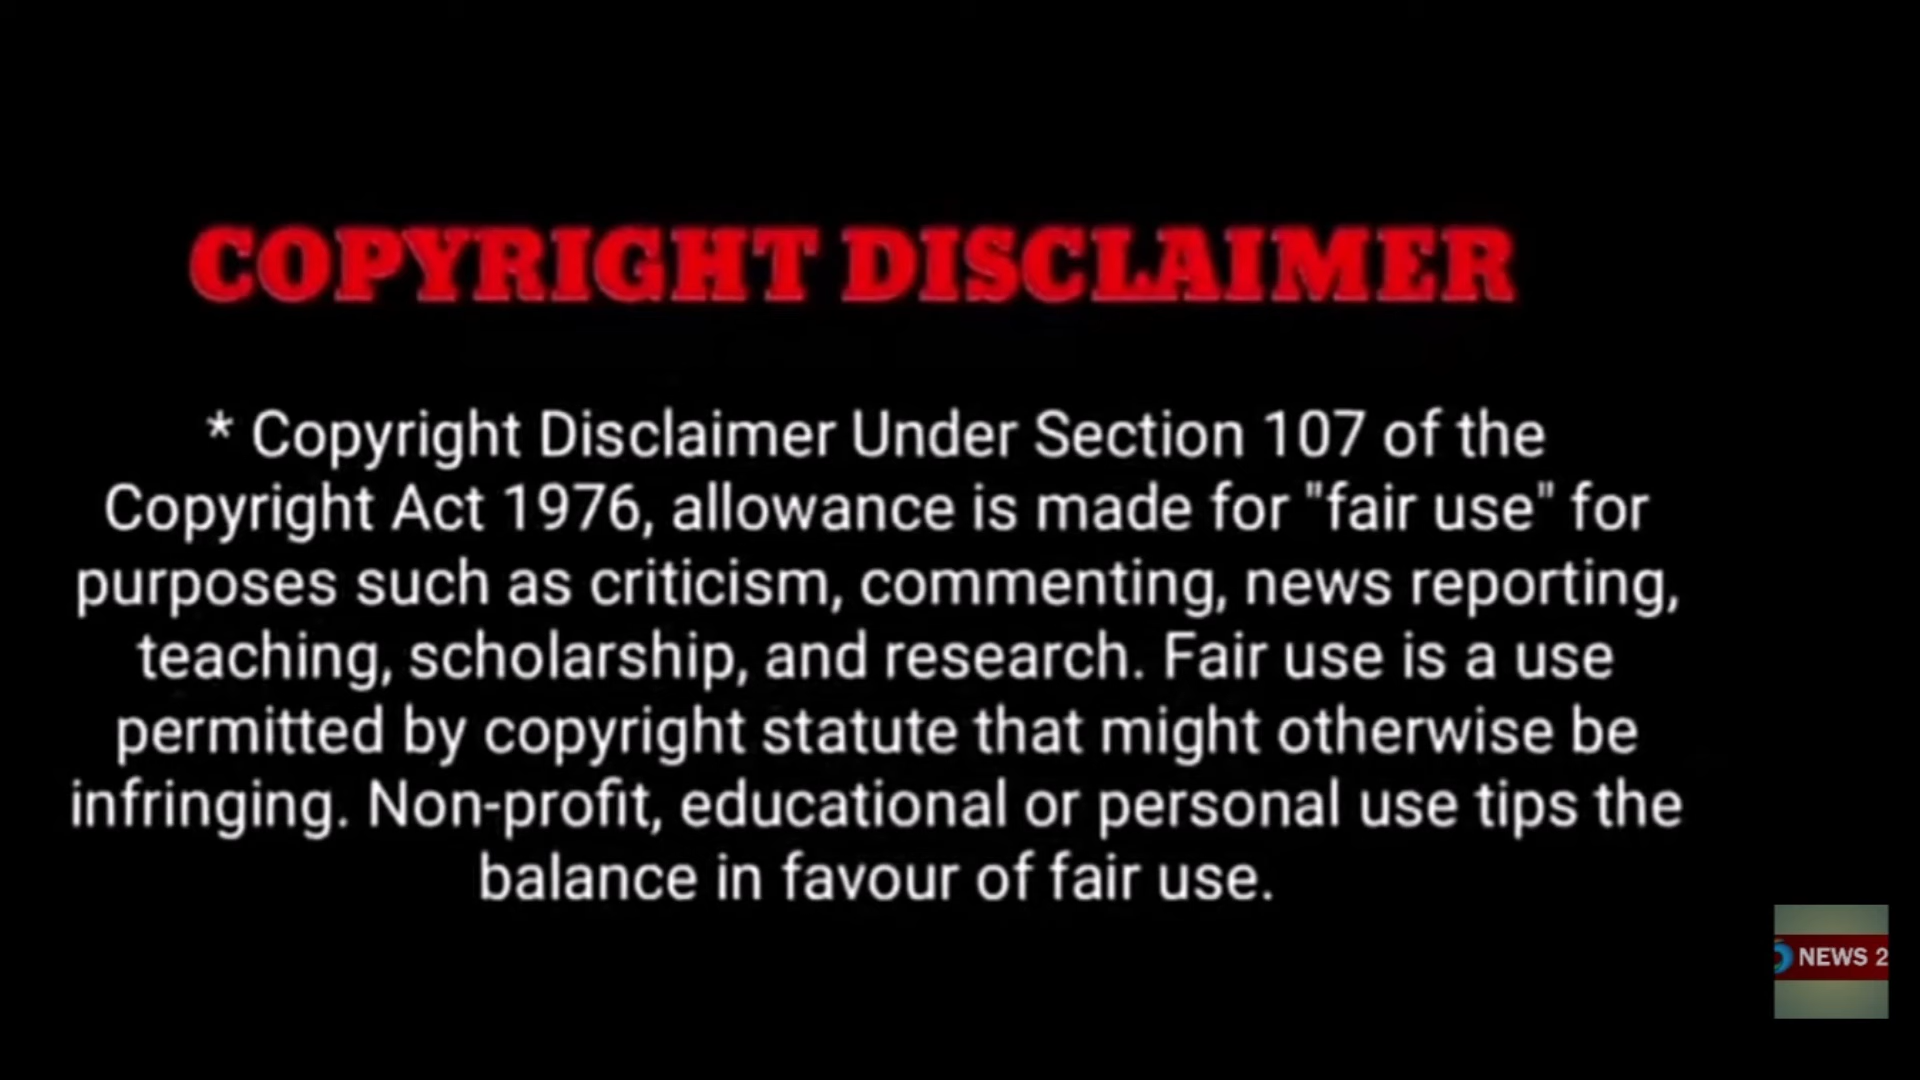 COPYRIGHT DISCLAIMER
* Copyright Disclaimer Under Section 107 of the
Copyright Act 1976, allowance is made for "fair use" for
purposes such as criticism, commenting, news reporting,
teaching, scholarship, and research. Fair use is a use
permitted by copyright statute that might otherwise be
infringing. Non-profit, educational or personal use tips the
balance in favour of fair use.
NEWS 2